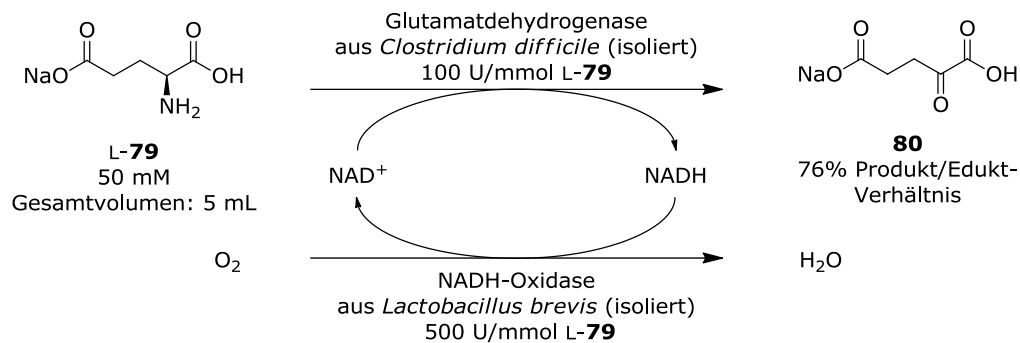 Glutamatdehydrogenase
aus Clostridium difficile (isoliert)
100 U/mmol L-79
O
O
NaO
OH
NH2
L-79
50 mM
Gesamtvolumen: 5 mL
NAD+
NADH
O
O
NaO
OH
O
80
76% Produkt/Edukt-
Verhältnis
O2
H2O
NADH-Oxidase
aus Lactobacillus brevis (isoliert)
500 U/mmol L-79